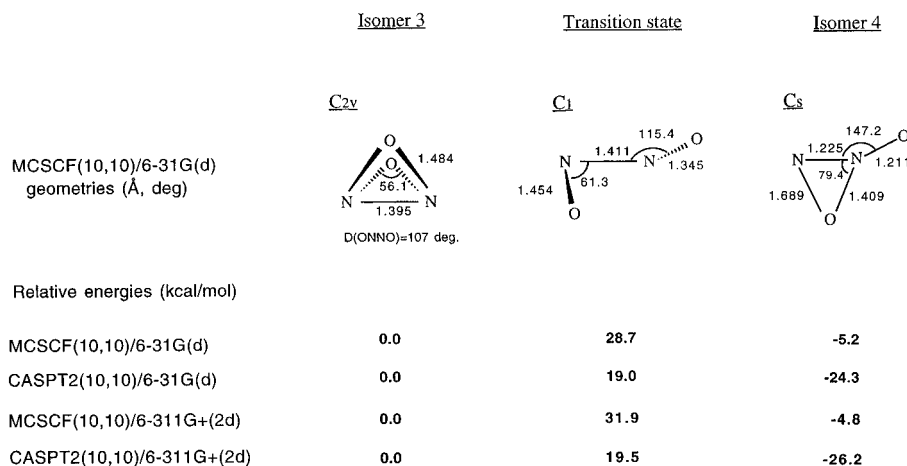 Isomer 3 Transition state Isomer 4
C2v C1 Cs
MCSCF(10,10)/6-31G(d)
geometries (Å, deg)
O
O
1.484
56.1
N N
1.395
D(ONNO)=107 deg.
115.4 O
1.411
N N
1.345
61.3
1.454
O
147.2 O
1.225
N N
1.211
79.4
1.689 1.409
O
Relative energies (kcal/mol)
MCSCF(10,10)/6-31G(d) 0.0 28.7 -5.2
CASPT2(10,10)/6-31G(d) 0.0 19.0 -24.3
MCSCF(10,10)/6-311G+(2d) 0.0 31.9 -4.8
CASPT2(10,10)/6-311G+(2d) 0.0 19.5 -26.2